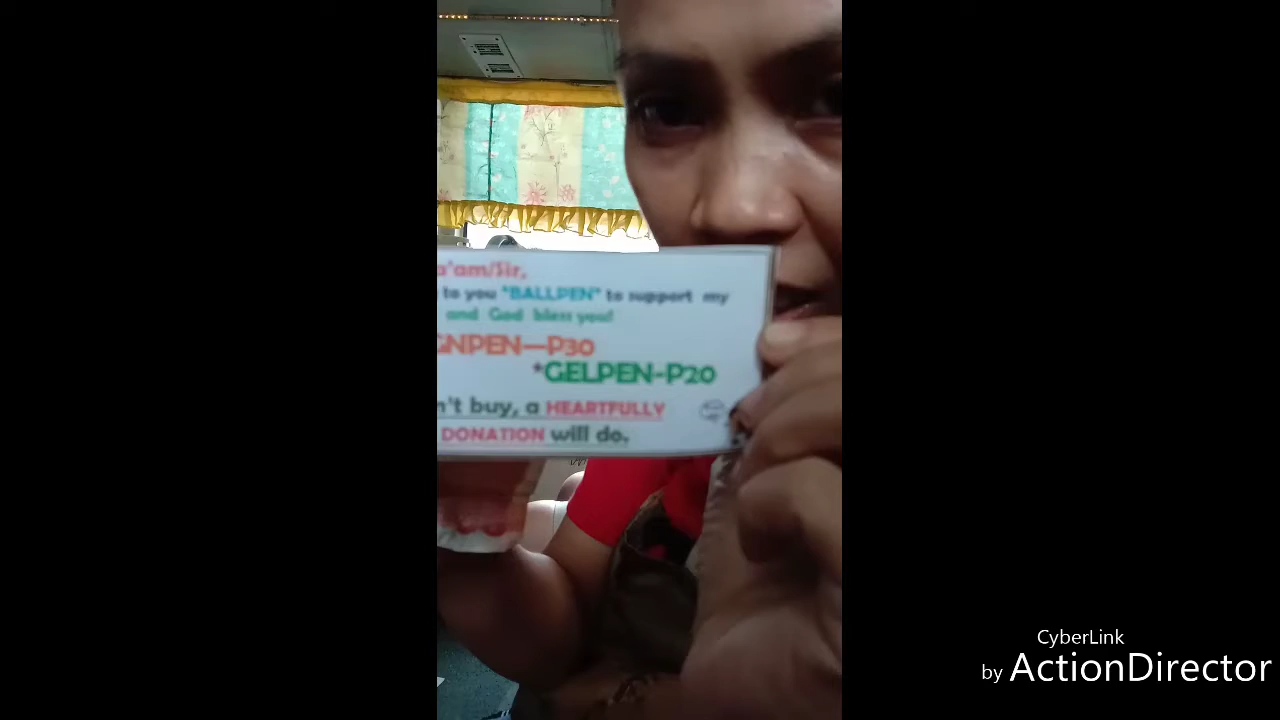 a'am/Sir,
to you "BALLPEN" to support my
and God bless you!
GNPEN—P30
*GELPEN-P20
n't buy, a HEARTFULLY
DONATION will do.
CyberLink
by ActionDirector